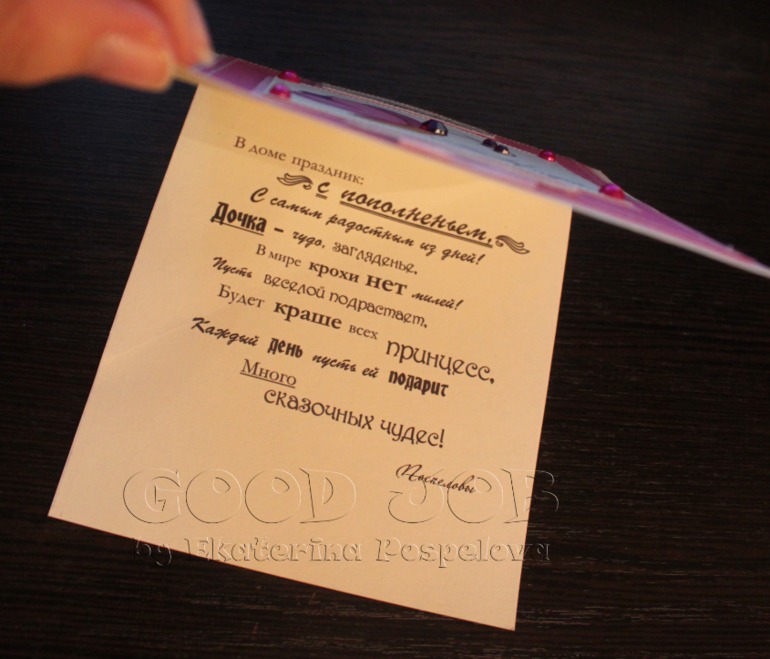 В доме праздник:
с пополненьем.
С самым радостным из дней!
Дочка – чудо, загляденье.
В мире крохи нет милей!
Пусть веселой подрастает,
Будет краше всех принцесс.
Каждый день пусть ей подарит
Много
сказочных чудес!
Поспеловы
GOOD JOB
by Ekaterina Pospelova